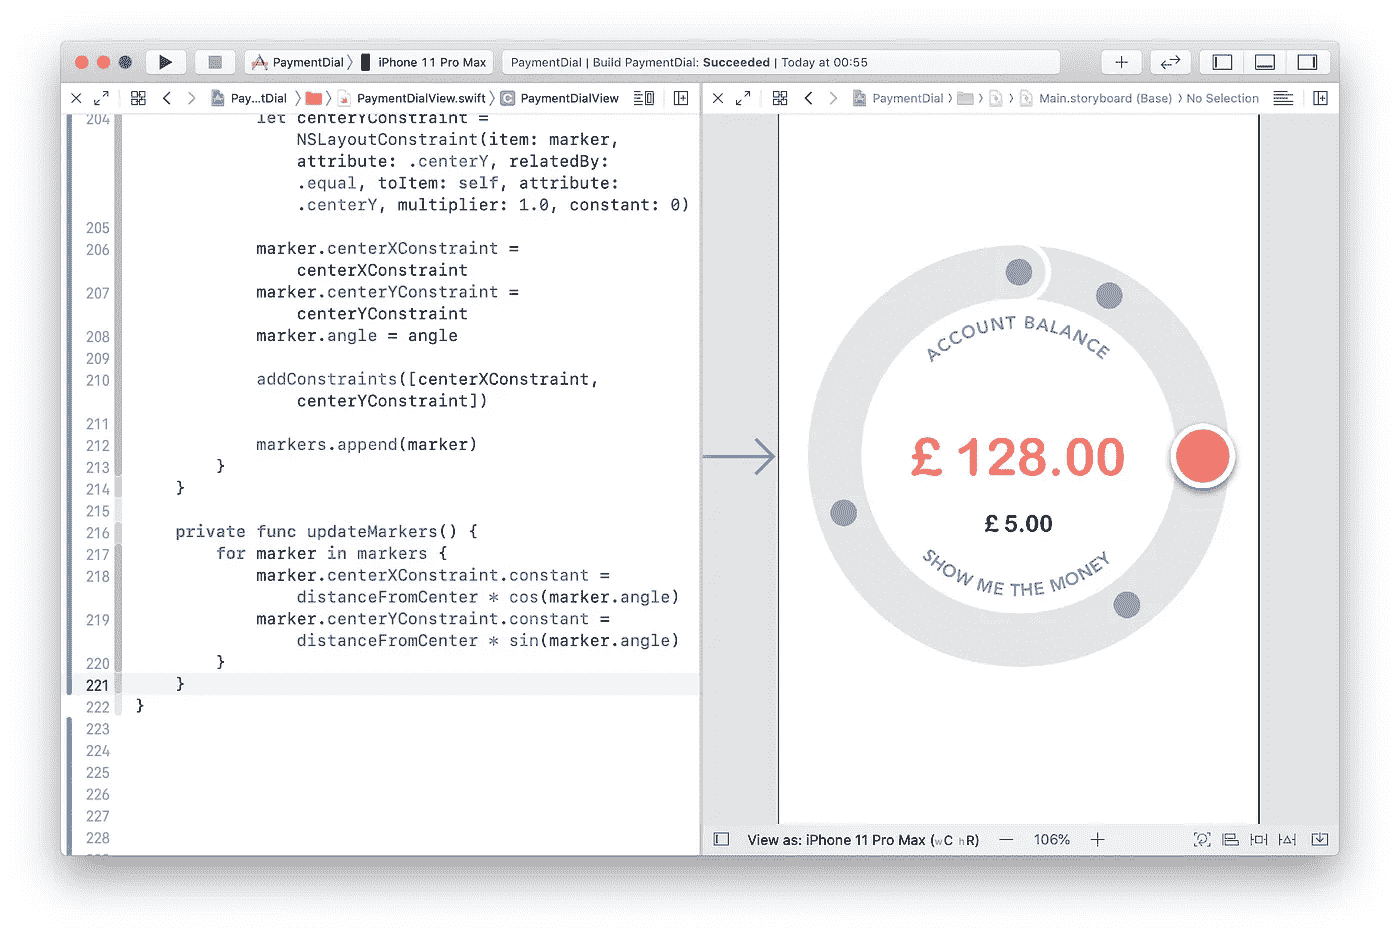 PaymentDial 〉 iPhone 11 Pro Max
PaymentDial | Build PaymentDial: Succeeded | Today at 00:55
Pay...tDial 〉 〉 PaymentDialView.swift 〉 C PaymentDialView
PaymentDial 〉 〉 〉 Main.storyboard (Base) 〉 No Selection
204 let centerYConstraint =
NSLayoutConstraint(item: marker,
attribute: .centerY, relatedBy:
.equal, toItem: self, attribute:
.centerY, multiplier: 1.0, constant: 0)
205
206 marker.centerXConstraint =
centerXConstraint
207 marker.centerYConstraint =
centerYConstraint
208 marker.angle = angle
209
210 addConstraints([centerXConstraint,
centerYConstraint])
211
212 markers.append(marker)
213 }
214 }
215
216 private func updateMarkers() {
217 for marker in markers {
218 marker.centerXConstraint.constant =
distanceFromCenter * cos(marker.angle)
219 marker.centerYConstraint.constant =
distanceFromCenter * sin(marker.angle)
220 }
221 }
222 }
223
224
225
226
227
228
ACCOUNT BALANCE
£ 128.00
£ 5.00
SHOW ME THE MONEY
View as: iPhone 11 Pro Max (wC hR) — 106% +